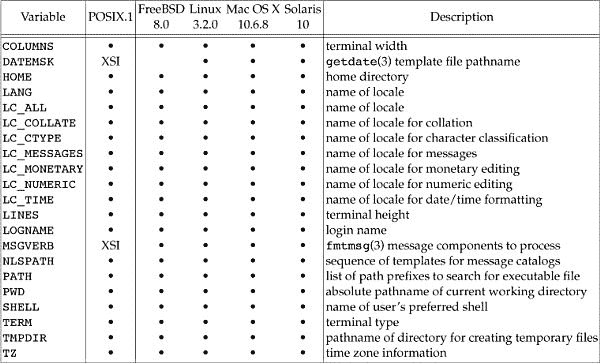 Variable POSIX.1 FreeBSD 8.0 Linux 3.2.0 Mac OS X 10.6.8 Solaris 10 Description
COLUMNS • • • • • terminal width
DATEMSK XSI • • • getdate(3) template file pathname
HOME • • • • • home directory
LANG • • • • • name of locale
LC_ALL • • • • • name of locale
LC_COLLATE • • • • • name of locale for collation
LC_CTYPE • • • • • name of locale for character classification
LC_MESSAGES • • • • • name of locale for messages
LC_MONETARY • • • • • name of locale for monetary editing
LC_NUMERIC • • • • • name of locale for numeric editing
LC_TIME • • • • • name of locale for date/time formatting
LINES • • • • • terminal height
LOGNAME • • • • • login name
MSGVERB XSI • • • • fmtmsg(3) message components to process
NLSPATH • • • • • sequence of templates for message catalogs
PATH • • • • • list of path prefixes to search for executable file
PWD • • • • • absolute pathname of current working directory
SHELL • • • • • name of user's preferred shell
TERM • • • • • terminal type
TMPDIR • • • • • pathname of directory for creating temporary files
TZ • • • • • time zone information